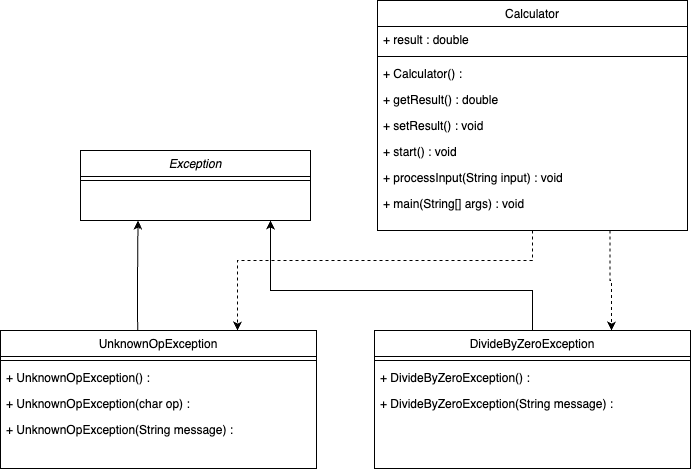 Calculator
+ result : double
+ Calculator() :
+ getResult() : double
+ setResult() : void
+ start() : void
+ processInput(String input) : void
+ main(String[] args) : void
Exception
UnknownOpException
+ UnknownOpException() :
+ UnknownOpException(char op) :
+ UnknownOpException(String message) :
DivideByZeroException
+ DivideByZeroException() :
+ DivideByZeroException(String message) :